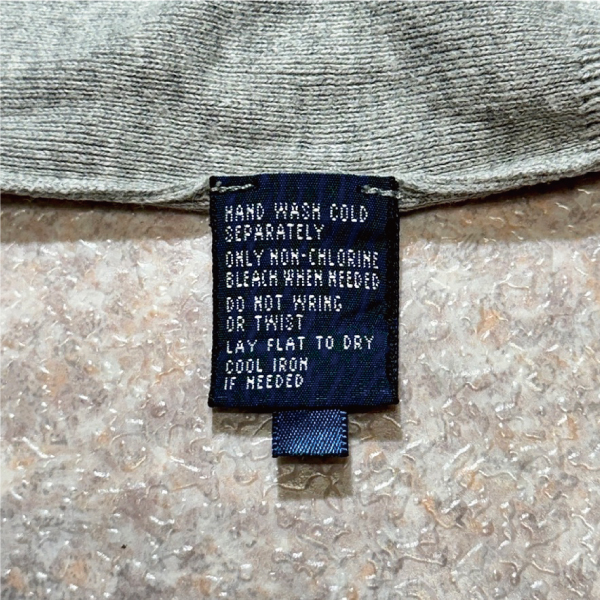 HAND WASH COLD
SEPARATELY
ONLY NON-CHLORINE
BLEACH WHEN NEEDED
DO NOT WRING
OR TWIST
LAY FLAT TO DRY
COOL IRON
IF NEEDED